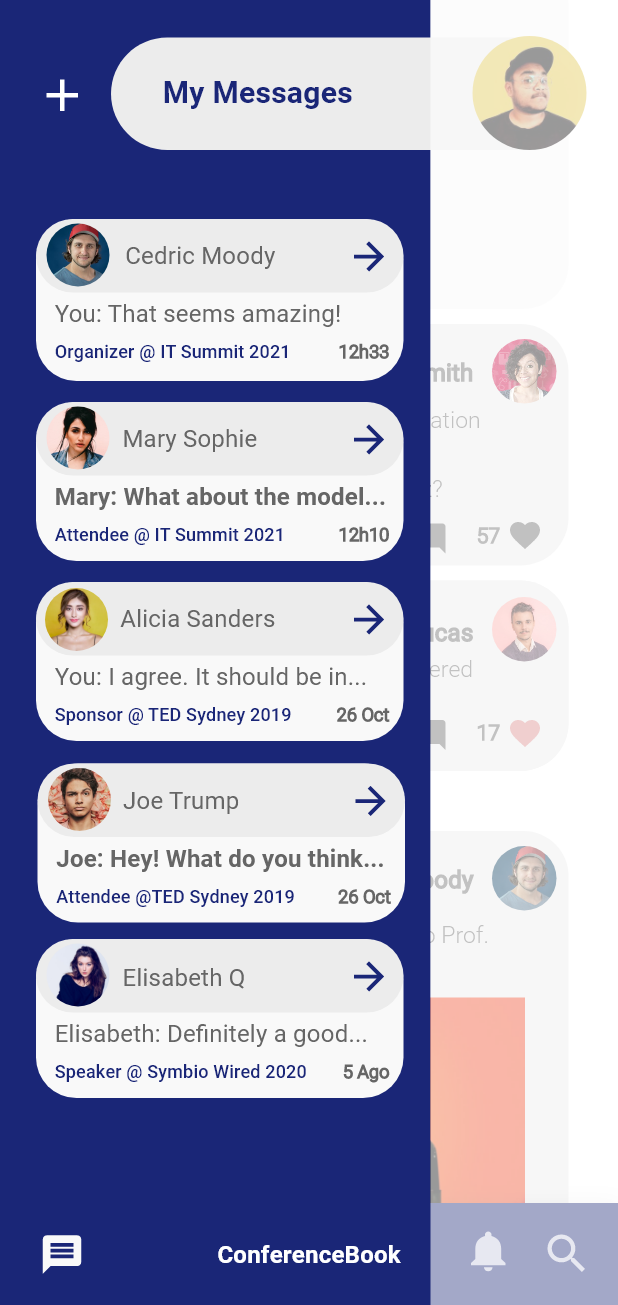 My Messages
Cedric Moody
You: That seems amazing!
Organizer @ IT Summit 2021 12h33
Mary Sophie
Mary: What about the model...
Attendee @ IT Summit 2021 12h10
Alicia Sanders
You: I agree. It should be in...
Sponsor @ TED Sydney 2019 26 Oct
Joe Trump
Joe: Hey! What do you think...
Attendee @TED Sydney 2019 26 Oct
Elisabeth Q
Elisabeth: Definitely a good...
Speaker @ Symbio Wired 2020 5 Ago
ConferenceBook
mith
ation
?
57
ucas
ered
17
oody
Prof.